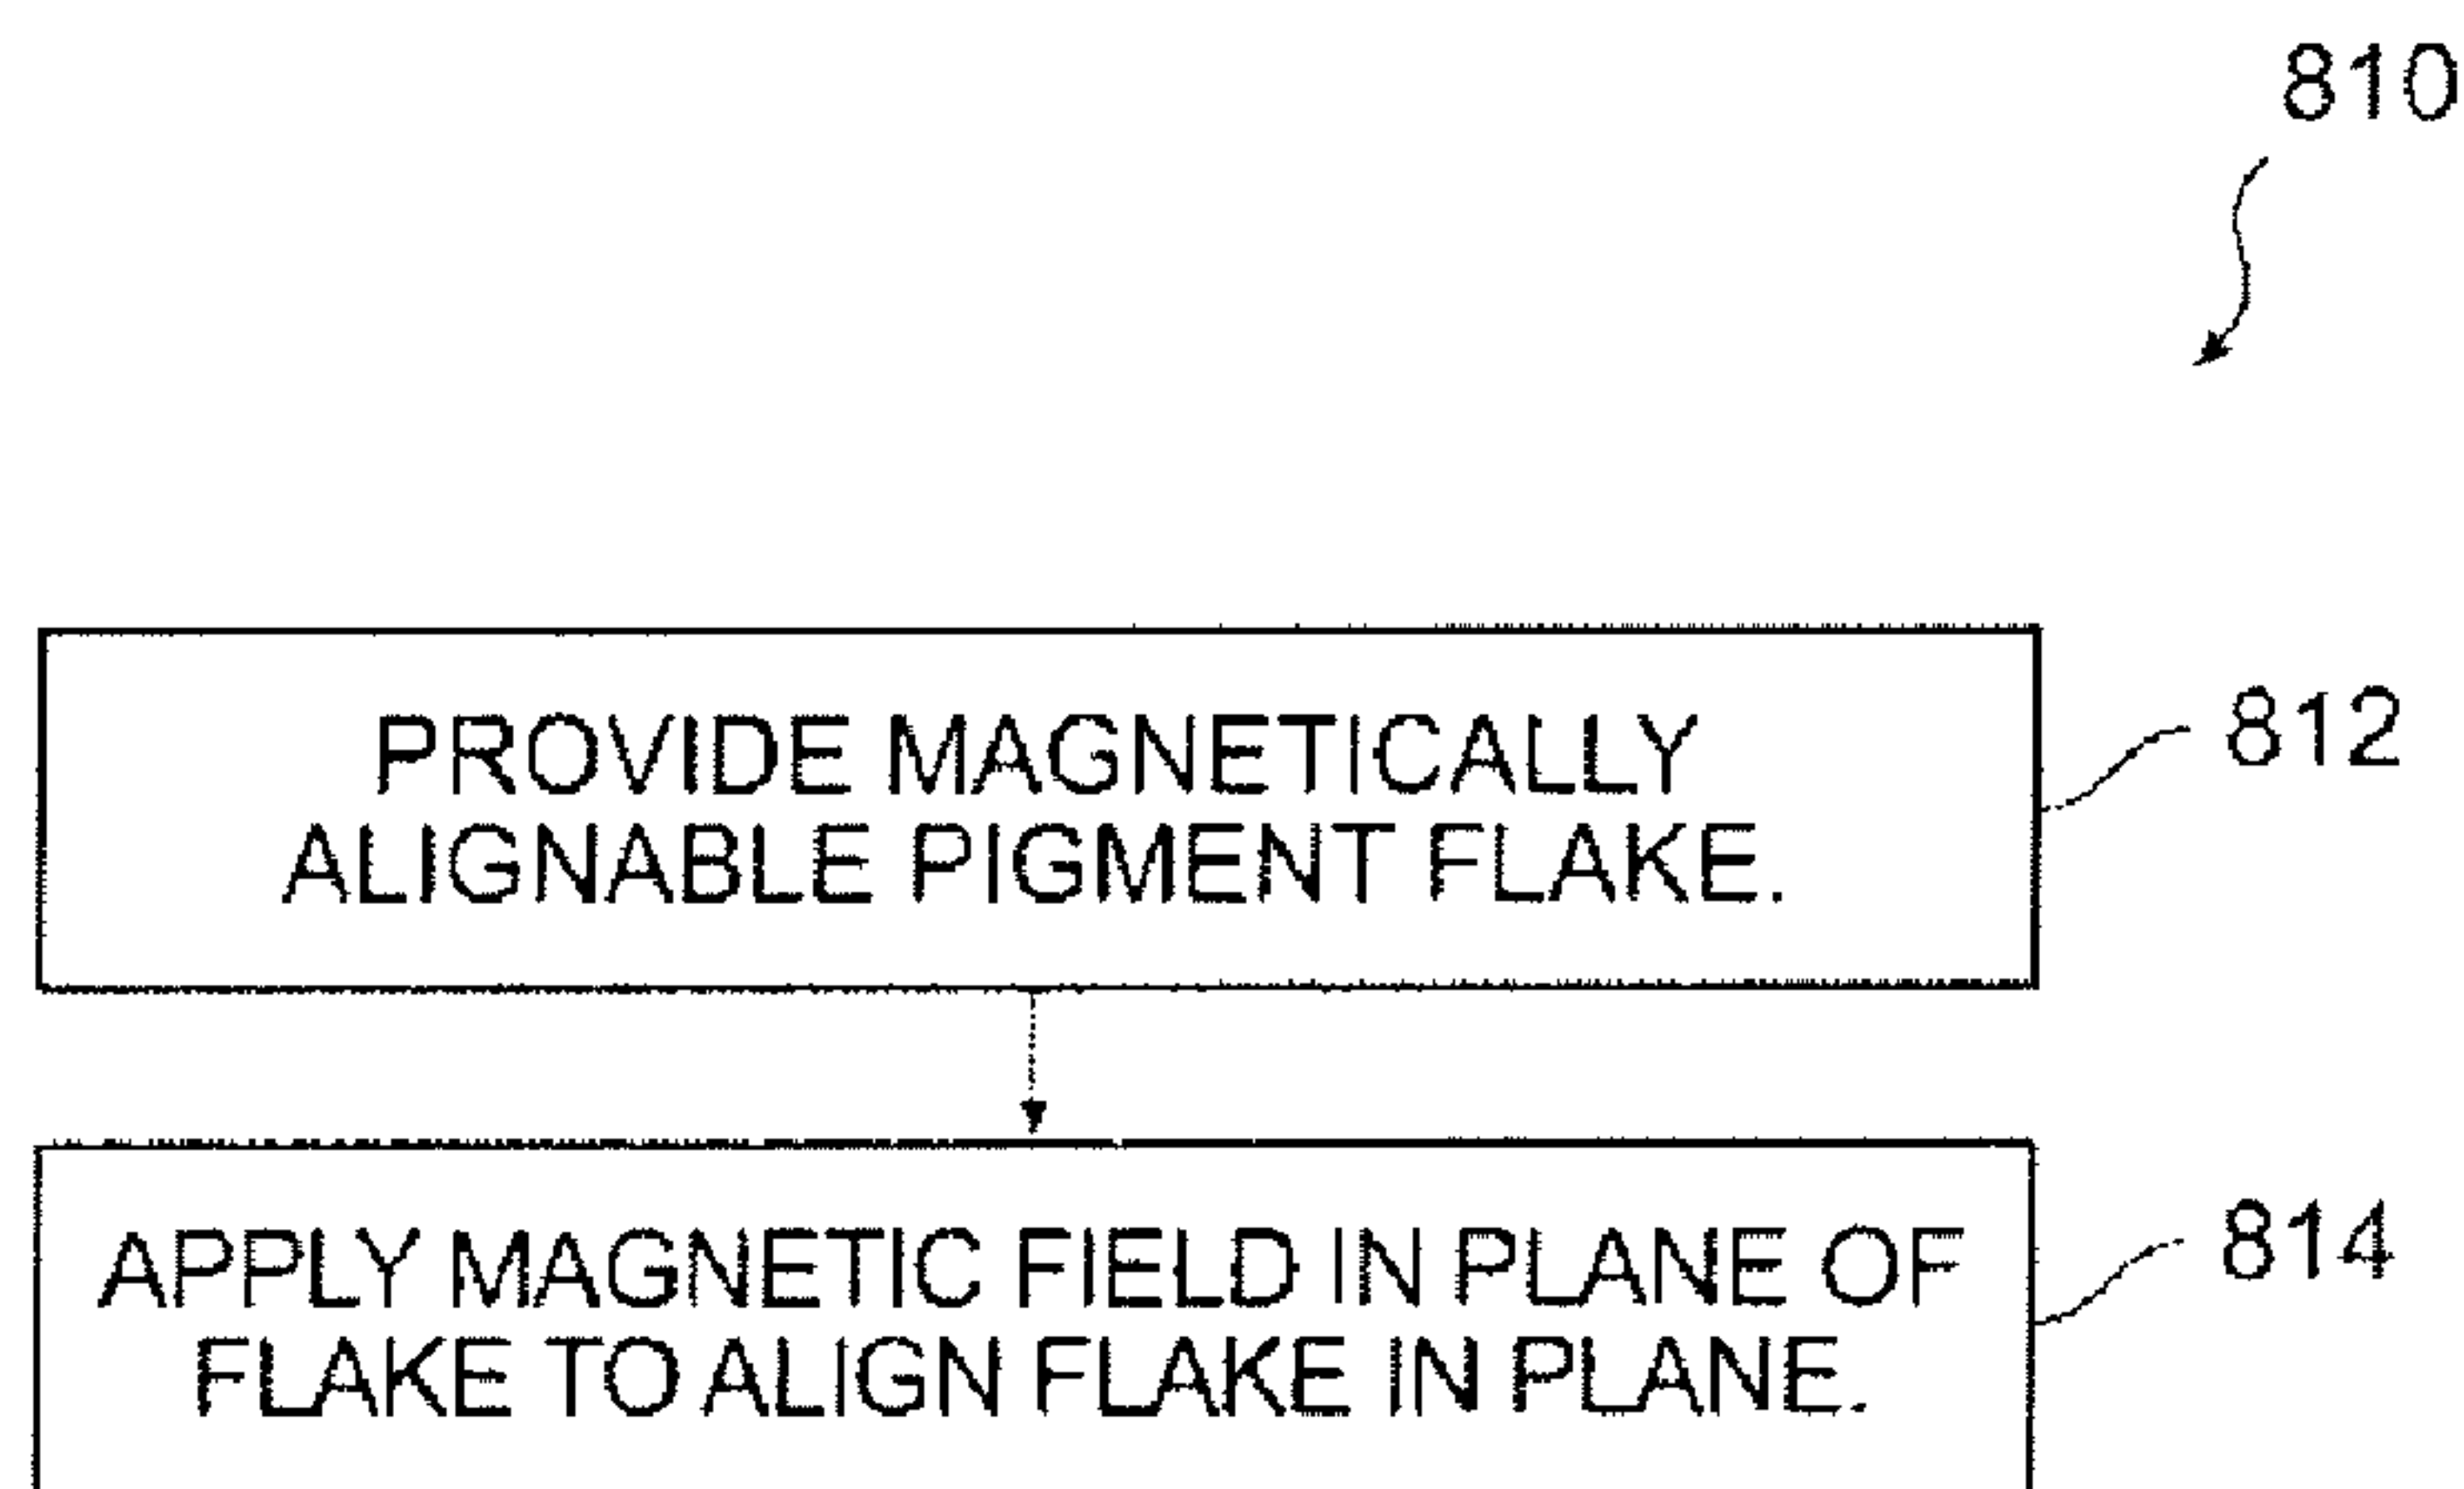 810
PROVIDE MAGNETICALLY
ALIGNABLE PIGMENT FLAKE.
812
APPLY MAGNETIC FIELD IN PLANE OF
FLAKE TO ALIGN FLAKE IN PLANE.
814